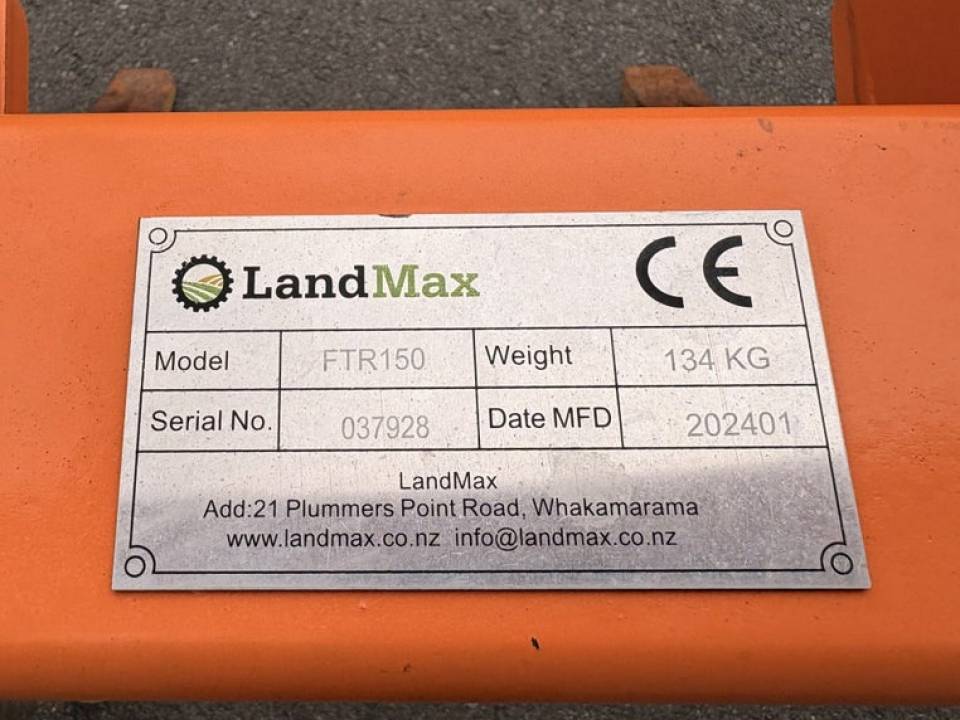 LandMax CE
Model FTR150 Weight 134 KG
Serial No. 037928 Date MFD 202401
LandMax
Add:21 Plummers Point Road, Whakamarama
www.landmax.co.nz info@landmax.co.nz